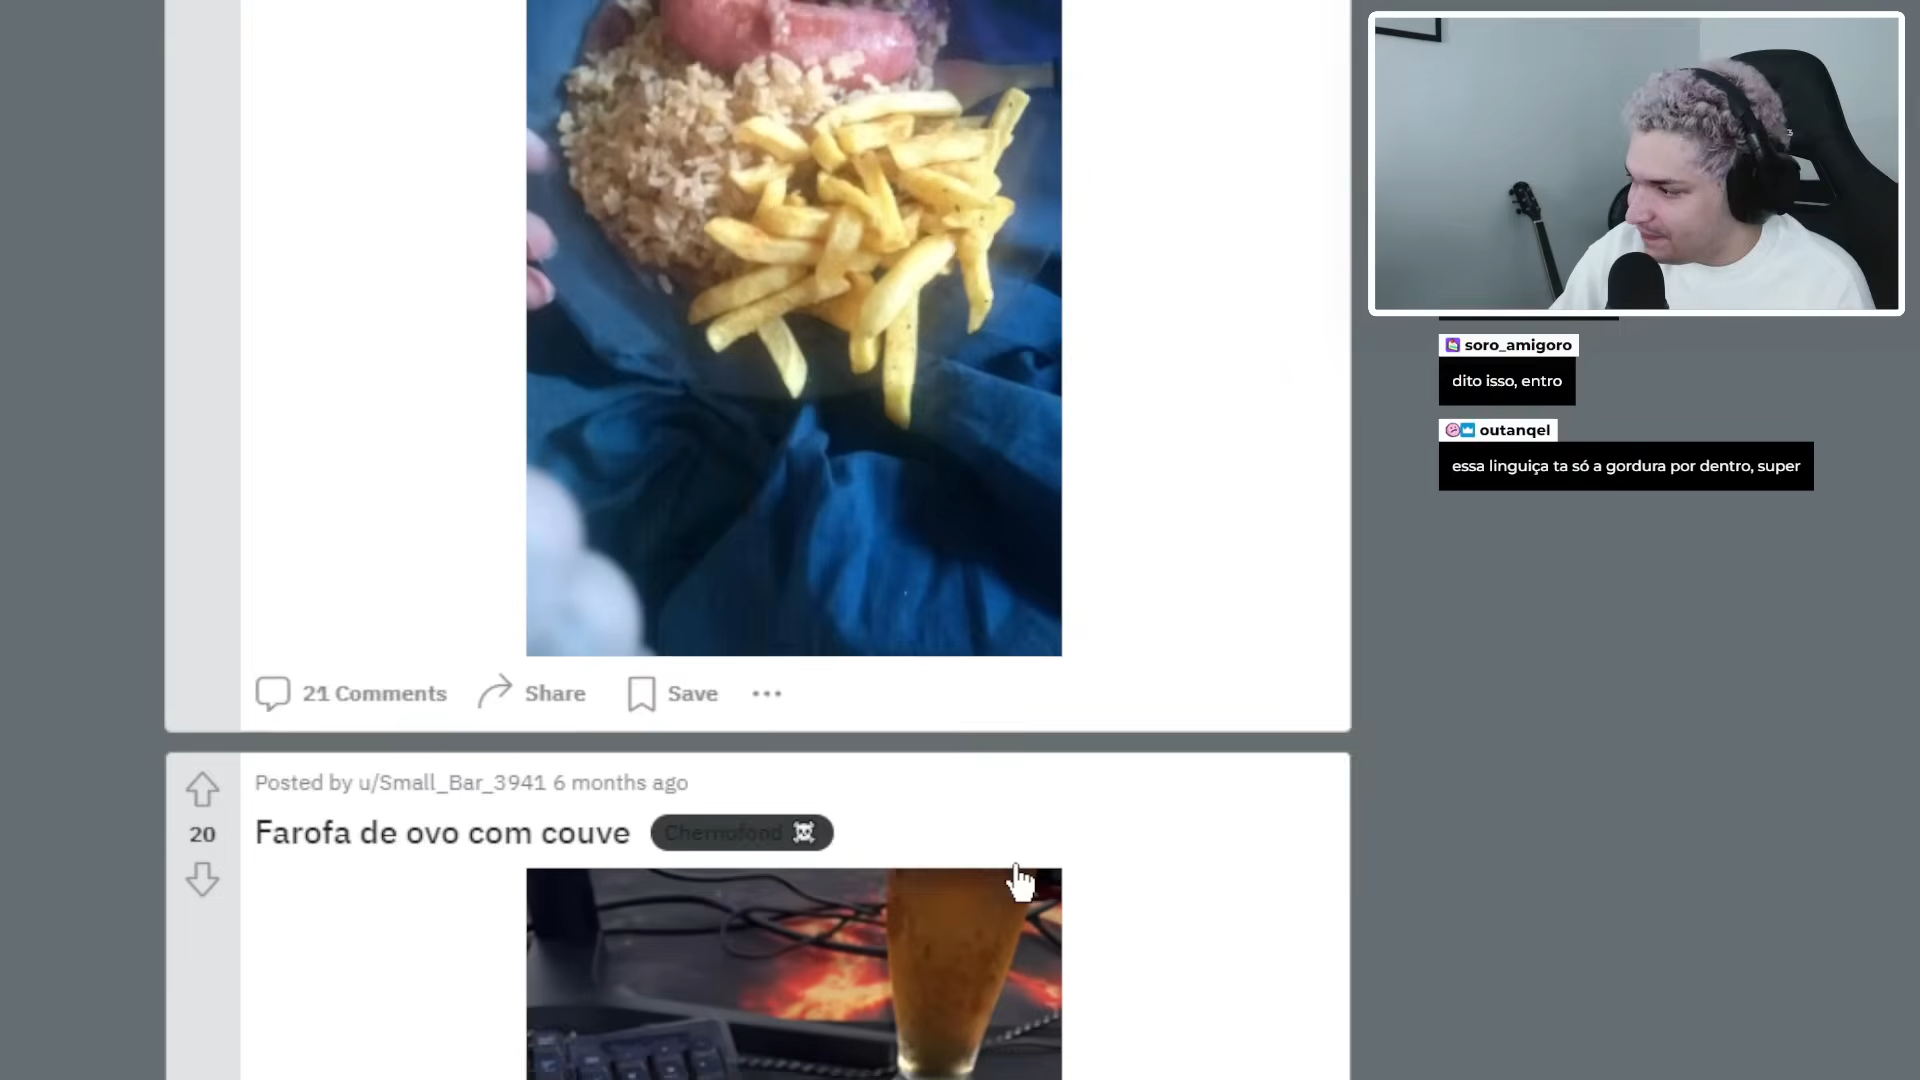 soro_amigoro
dito isso, entro
outanqel
essa linguiça ta só a gordura por dentro, super
21 Comments
Share
Save
Posted by u/Small_Bar_3941 6 months ago
20
Farofa de ovo com couve
Chernofood